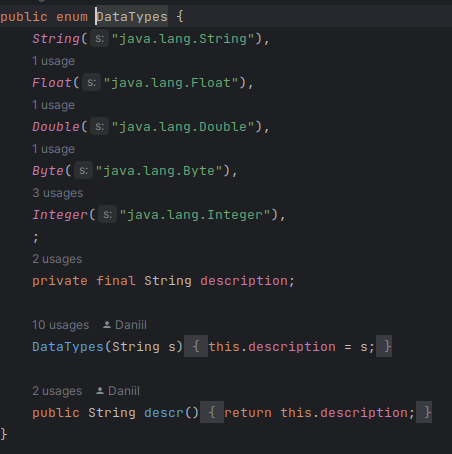 public enum DataTypes {
String( s: "java.lang.String"),
1 usage
Float( s: "java.lang.Float"),
1 usage
Double( s: "java.lang.Double"),
1 usage
Byte( s: "java.lang.Byte"),
3 usages
Integer( s: "java.lang.Integer"),
;
2 usages
private final String description;
10 usages Daniil
DataTypes(String s) { this.description = s; }
2 usages Daniil
public String descr() { return this.description; }
}